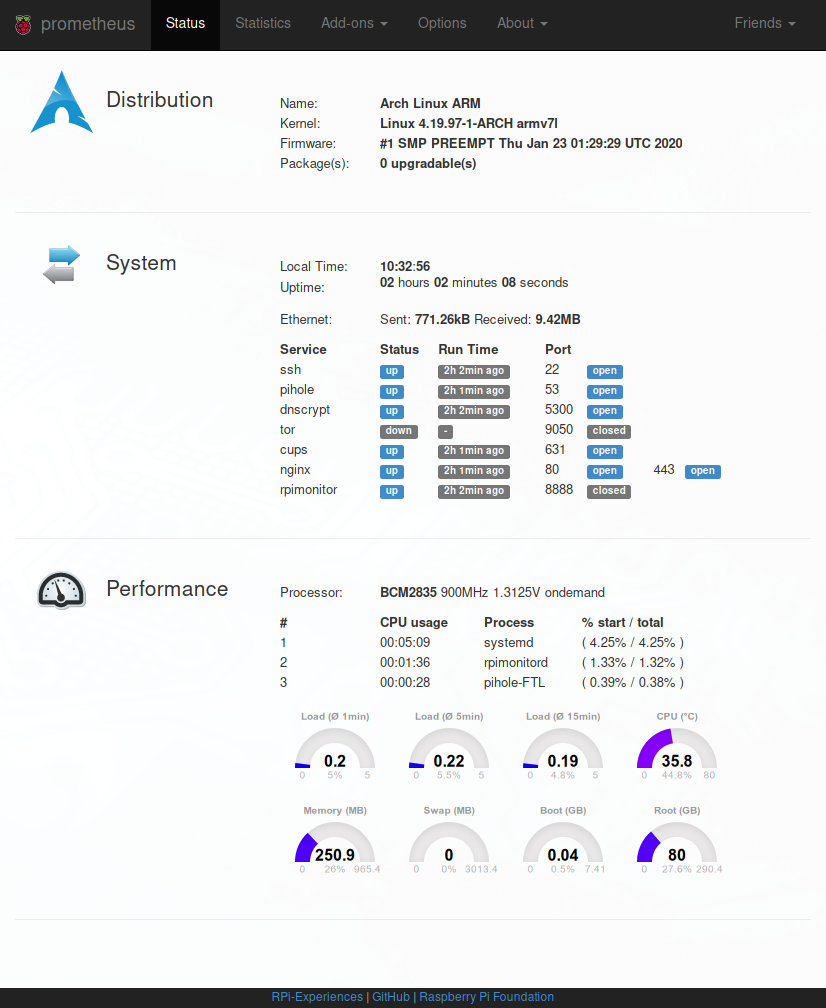 prometheus Status Statistics Add-ons Options About Friends
Distribution
Name: Arch Linux ARM
Kernel: Linux 4.19.97-1-ARCH armv7l
Firmware: #1 SMP PREEMPT Thu Jan 23 01:29:29 UTC 2020
Package(s): 0 upgradable(s)
System
Local Time: 10:32:56
Uptime: 02 hours 02 minutes 08 seconds
Ethernet: Sent: 771.26kB Received: 9.42MB
Service Status Run Time Port
ssh up 2h 2min ago 22 open
pihole up 2h 1min ago 53 open
dnscrypt up 2h 2min ago 5300 open
tor down - 9050 closed
cups up 2h 1min ago 631 open
nginx up 2h 1min ago 80 open 443 open
rpimonitor up 2h 2min ago 8888 closed
Performance
Processor: BCM2835 900MHz 1.3125V ondemand
# CPU usage Process % start / total
1 00:05:09 systemd ( 4.25% / 4.25% )
2 00:01:36 rpimonitord ( 1.33% / 1.32% )
3 00:00:28 pihole-FTL ( 0.39% / 0.38% )
Load (Ø 1min) Load (Ø 5min) Load (Ø 15min) CPU (°C)
0.2 0.22 0.19 35.8
0 5% 5 0 5.5% 5 0 4.8% 5 0 44.8% 80
Memory (MB) Swap (MB) Boot (GB) Root (GB)
250.9 0 0.04 80
0 26% 965.4 0 0% 3013.4 0 0.5% 7.41 0 27.6% 290.4
RPi-Experiences | GitHub | Raspberry Pi Foundation